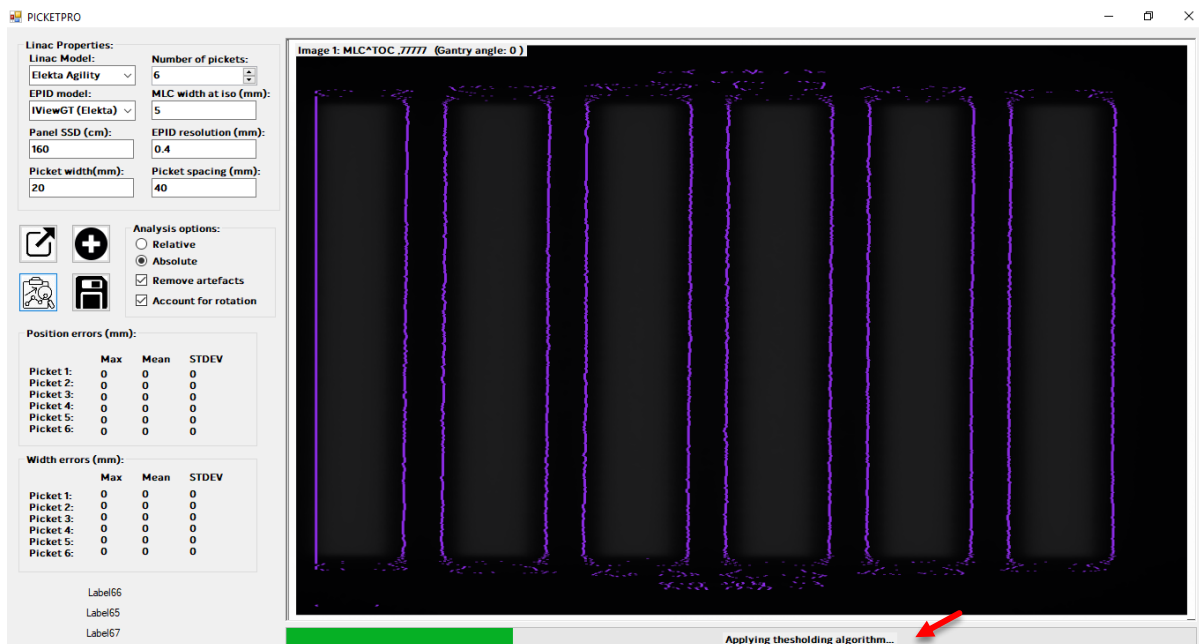 PICKETPRO
Linac Properties:
Linac Model: Number of pickets:
Elekta Agility 6
EPID model: MLC width at iso (mm):
IViewGT (Elekta) 5
Panel SSD (cm): EPID resolution (mm):
160 0.4
Picket width(mm): Picket spacing (mm):
20 40
Analysis options:
Relative
Absolute
Remove artefacts
Account for rotation
Position errors (mm):
Max Mean STDEV
Picket 1: 0 0 0
Picket 2: 0 0 0
Picket 3: 0 0 0
Picket 4: 0 0 0
Picket 5: 0 0 0
Picket 6: 0 0 0
Width errors (mm):
Max Mean STDEV
Picket 1: 0 0 0
Picket 2: 0 0 0
Picket 3: 0 0 0
Picket 4: 0 0 0
Picket 5: 0 0 0
Picket 6: 0 0 0
Label66
Label65
Label67
Image 1: MLC^TOC ,77777 (Gantry angle: 0 )
Applying thesholding algorithm...